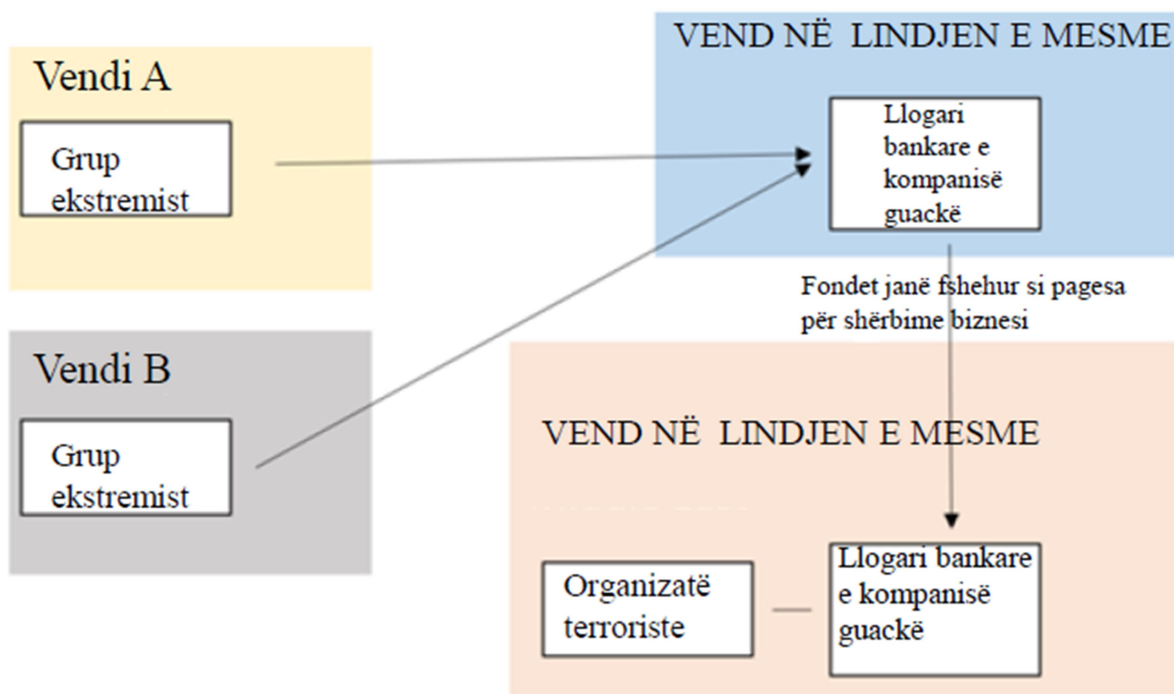 Vendi A
Grup
ekstremist
VEND NË LINDJEN E MESME
Llogari
bankare e
kompanisë
guackë
Fondet janë fshehur si pagesa
për shërbime biznesi
Vendi B
Grup
ekstremist
VEND NË LINDJEN E MESME
Organizatë
terroriste
Llogari bankare
e kompanisë
guackë